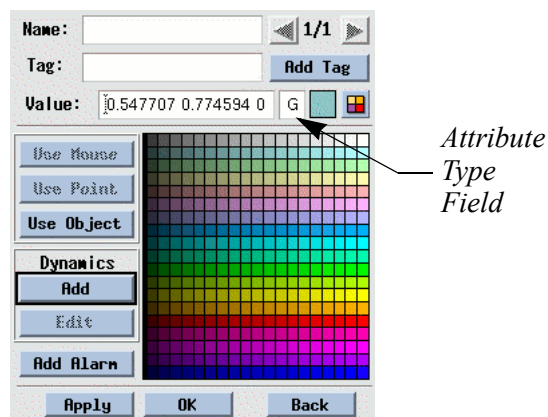 Name:
1/1
Tag:
Add Tag
Value:
0.547707 0.774594 0
G
Use Mouse
Use Point
Use Object
Dynamics
Add
Edit
Add Alarm
Apply
OK
Back
Attribute
Type
Field